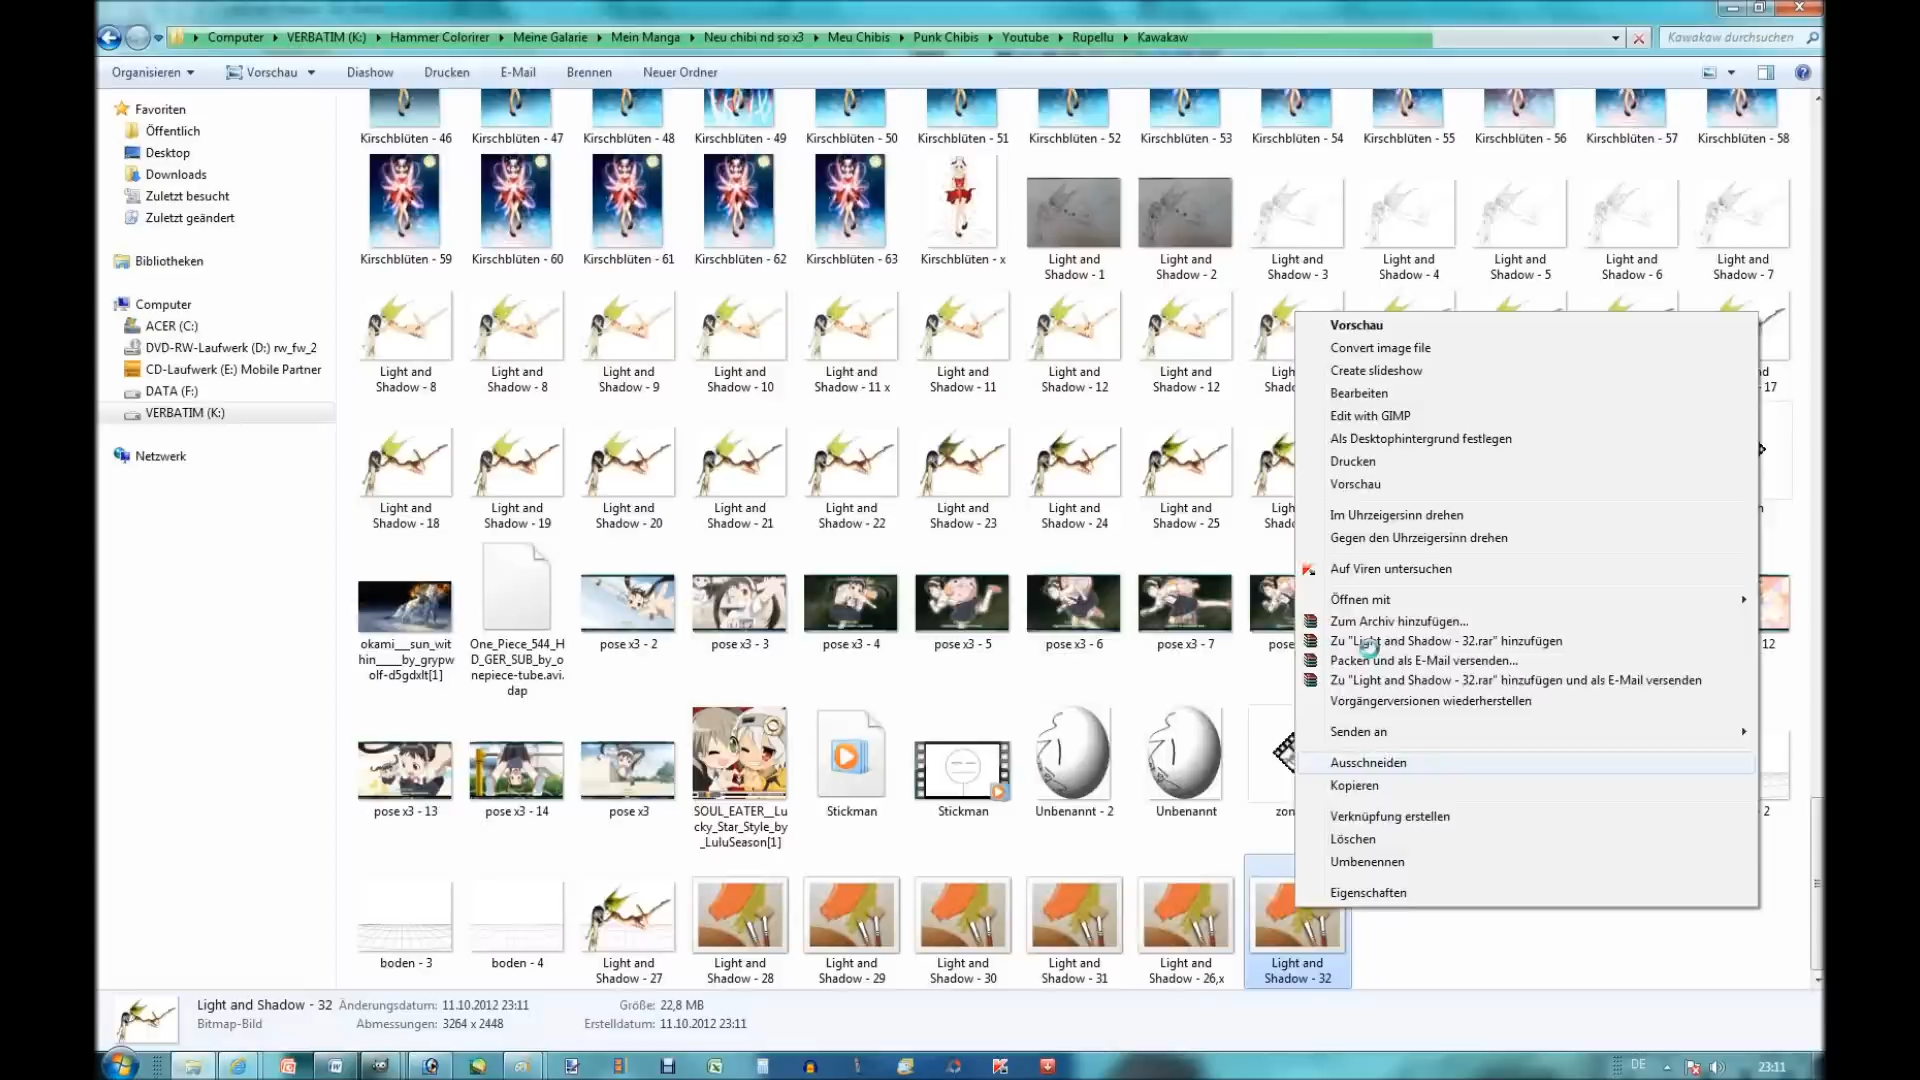 Computer VERBATIM (K:) Hammer Colorirer Meine Galarie Mein Manga Neu chibi nd so x3 Meu Chibis Punk Chibis Youtube Rupellu Kawakaw
Kawakaw durchsuchen
Organisieren Vorschau Diashow Drucken E-Mail Brennen Neuer Ordner
Favoriten
Öffentlich
Desktop
Downloads
Zuletzt besucht
Zuletzt geändert
Bibliotheken
Computer
ACER (C:)
DVD-RW-Laufwerk (D:) rw_fw_2
CD-Laufwerk (E:) Mobile Partner
DATA (F:)
VERBATIM (K:)
Netzwerk
Kirschblüten - 46 Kirschblüten - 47 Kirschblüten - 48 Kirschblüten - 49 Kirschblüten - 50 Kirschblüten - 51 Kirschblüten - 52 Kirschblüten - 53 Kirschblüten - 54 Kirschblüten - 55 Kirschblüten - 56 Kirschblüten - 57 Kirschblüten - 58
Kirschblüten - 59 Kirschblüten - 60 Kirschblüten - 61 Kirschblüten - 62 Kirschblüten - 63 Kirschblüten - x Light and Light and Light and Light and Light and Light and Light and
Shadow - 1 Shadow - 2 Shadow - 3 Shadow - 4 Shadow - 5 Shadow - 6 Shadow - 7
Light and Light and Light and Light and Light and Light and Light and Light and
Shadow - 8 Shadow - 8 Shadow - 9 Shadow - 10 Shadow - 11 x Shadow - 11 Shadow - 12 Shadow - 12 17
Light and Light and Light and Light and Light and Light and Light and Light and
Shadow - 18 Shadow - 19 Shadow - 20 Shadow - 21 Shadow - 22 Shadow - 23 Shadow - 24 Shadow - 25
okami___sun_wit One_Piece_544_H pose x3 - 2 pose x3 - 3 pose x3 - 4 pose x3 - 5 pose x3 - 6 pose x3 - 7 pose 12
hin____by_grypw D_GER_SUB_by_o
olf-d5gdxlt[1] nepiece-tube.avi.
dap
pose x3 - 13 pose x3 - 14 pose x3 SOUL_EATER__Lu Stickman Stickman Unbenannt - 2 Unbenannt zon 2
cky_Star_Style_by
_LuluSeason[1]
boden - 3 boden - 4 Light and Light and Light and Light and Light and Light and Light and
Shadow - 27 Shadow - 28 Shadow - 29 Shadow - 30 Shadow - 31 Shadow - 26,x Shadow - 32
Vorschau
Convert image file
Create slideshow
Bearbeiten
Edit with GIMP
Als Desktophintergrund festlegen
Drucken
Vorschau
Im Uhrzeigersinn drehen
Gegen den Uhrzeigersinn drehen
Auf Viren untersuchen
Öffnen mit
Zum Archiv hinzufügen...
Zu "Light and Shadow - 32.rar" hinzufügen
Packen und als E-Mail versenden...
Zu "Light and Shadow - 32.rar" hinzufügen und als E-Mail versenden
Vorgängerversionen wiederherstellen
Senden an
Ausschneiden
Kopieren
Verknüpfung erstellen
Löschen
Umbenennen
Eigenschaften
Light and Shadow - 32 Änderungsdatum: 11.10.2012 23:11 Größe: 22,8 MB
Bitmap-Bild Abmessungen: 3264 x 2448 Erstelldatum: 11.10.2012 23:11
DE 23:11